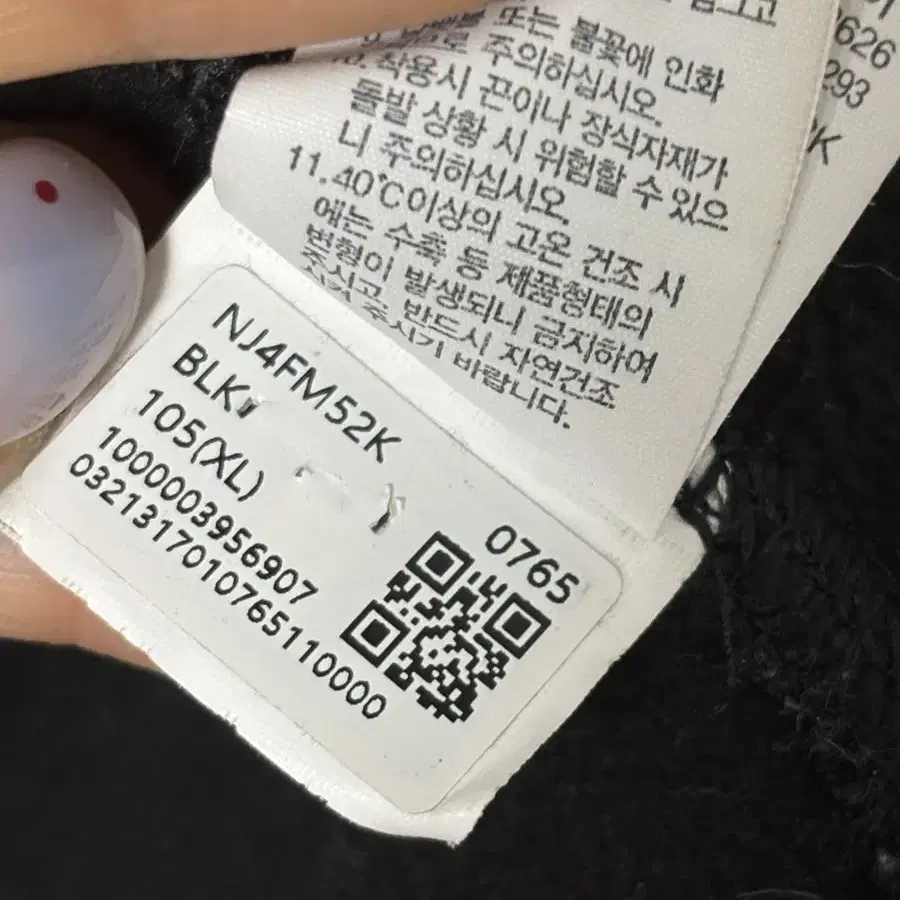 또는 불꽃에 인화
주의하십시오.
착용시 끈이나 장식자재가
돌발 상황 시 위험할 수 있으
니 주의하십시오.
11.40℃이상의 고온 건조 시
에는 수축 등 제품형태의
변형이 발생되니 금지하여
주시고, 반드시 자연건조
주시기 바랍니다.
626
293
K
NJ4FM52K
BLK
105(XL)
1000003956907
0321317010765110000
0765